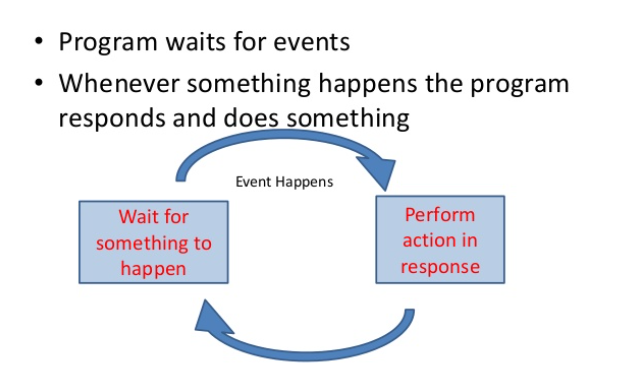 • Program waits for events
• Whenever something happens the program
responds and does something
Event Happens
Wait for
something to
happen
Perform
action in
response